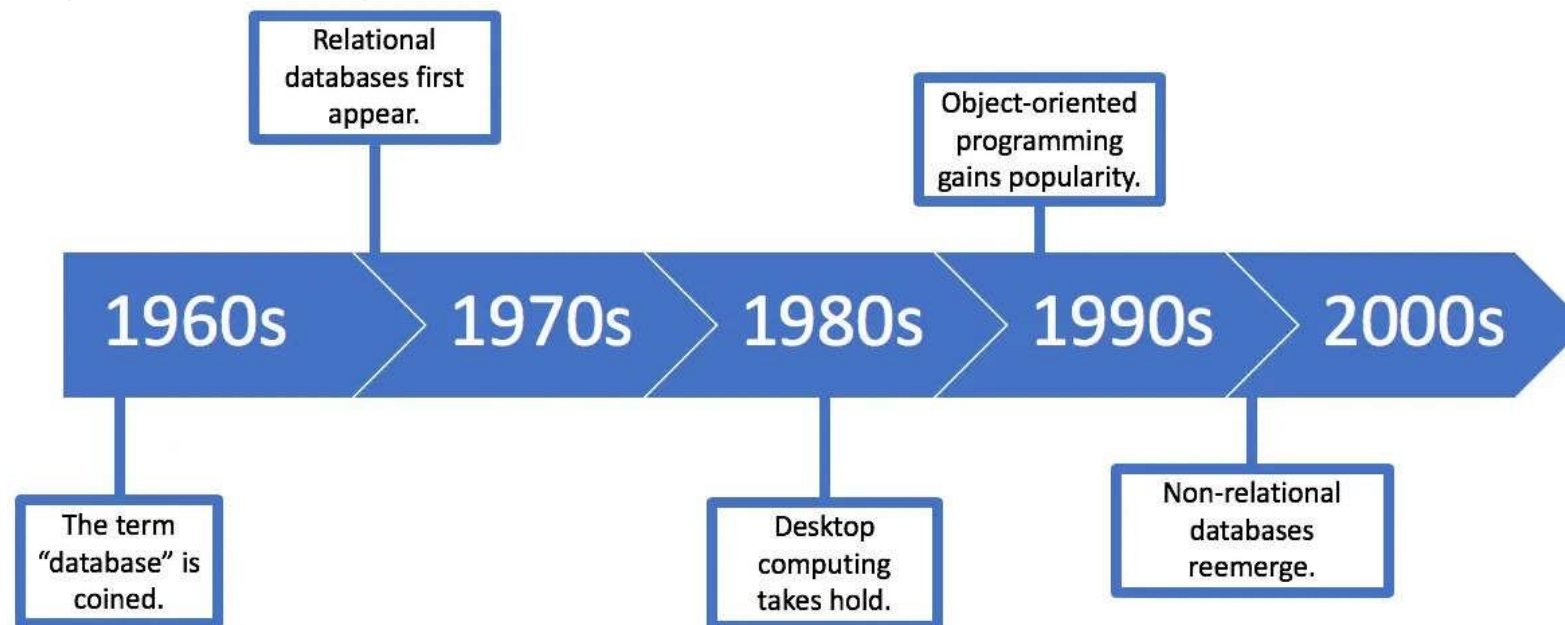 Relational
databases first
appear.
Object-oriented
programming
gains popularity.
1960s
1970s
1980s
1990s
2000s
The term
“database” is
coined.
Desktop
computing
takes hold.
Non-relational
databases
reemerge.